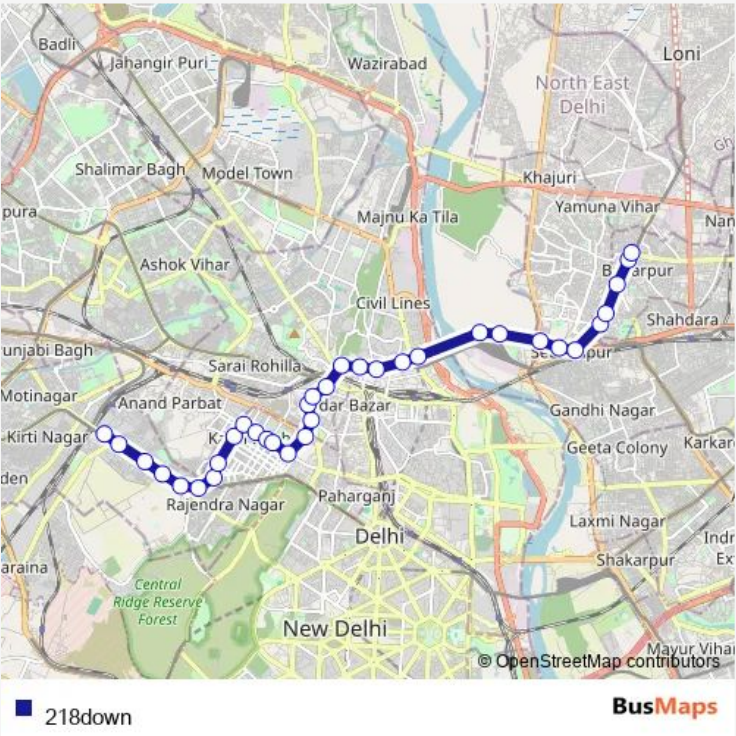 Badli
Loni
Jahangir Puri
Wazirabad
North East
Delhi
Shalimar Bagh
Model Town
Khajuri
pura
Majnu Ka Tila
Yamuna Vihar
Nan
Ashok Vihar
Civil Lines
Shahdara
unjabi Bagh
Sarai Rohilla
Motinagar
Anand Parbat
dar Bazar
Gandhi Nagar
Kirti Nagar
Geeta Colony
Karkar
den
Rajendra Nagar
Paharganj
Laxmi Nagar
Delhi
Indr
Ex
araina
Shakarpur
Central
Ridge Reserve
Forest
New Delhi
Mayur Vihar
© OpenStreetMap contributors
218down
BusMaps